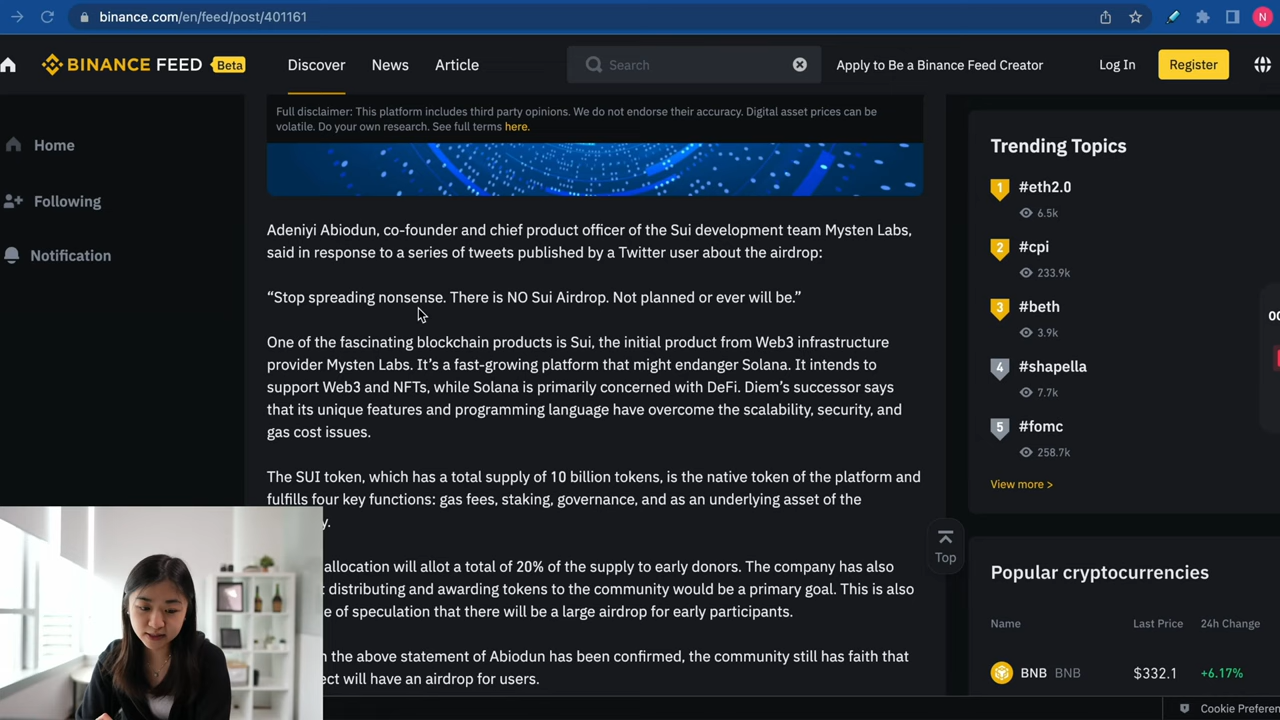 binance.com/en/feed/post/401161
N
BINANCE FEED Beta
Discover
News
Article
Search
Apply to Be a Binance Feed Creator
Log In
Register
Home
Following
Notification
Full disclaimer: This platform includes third party opinions. We do not endorse their accuracy. Digital asset prices can be
volatile. Do your own research. See full terms here.
Adeniyi Abiodun, co-founder and chief product officer of the Sui development team Mysten Labs,
said in response to a series of tweets published by a Twitter user about the airdrop:
“Stop spreading nonsense. There is NO Sui Airdrop. Not planned or ever will be.”
One of the fascinating blockchain products is Sui, the initial product from Web3 infrastructure
provider Mysten Labs. It’s a fast-growing platform that might endanger Solana. It intends to
support Web3 and NFTs, while Solana is primarily concerned with DeFi. Diem’s successor says
that its unique features and programming language have overcome the scalability, security, and
gas cost issues.
The SUI token, which has a total supply of 10 billion tokens, is the native token of the platform and
fulfills four key functions: gas fees, staking, governance, and as an underlying asset of the
allocation will allot a total of 20% of the supply to early donors. The company has also
distributing and awarding tokens to the community would be a primary goal. This is also
of speculation that there will be a large airdrop for early participants.
the above statement of Abiodun has been confirmed, the community still has faith that
will have an airdrop for users.
Top
Trending Topics
1 #eth2.0
6.5k
2 #cpi
233.9k
3 #beth
3.9k
4 #shapella
7.7k
5 #fomc
258.7k
View more >
Popular cryptocurrencies
Name Last Price 24h Change
BNB BNB $332.1 +6.17%
Cookie